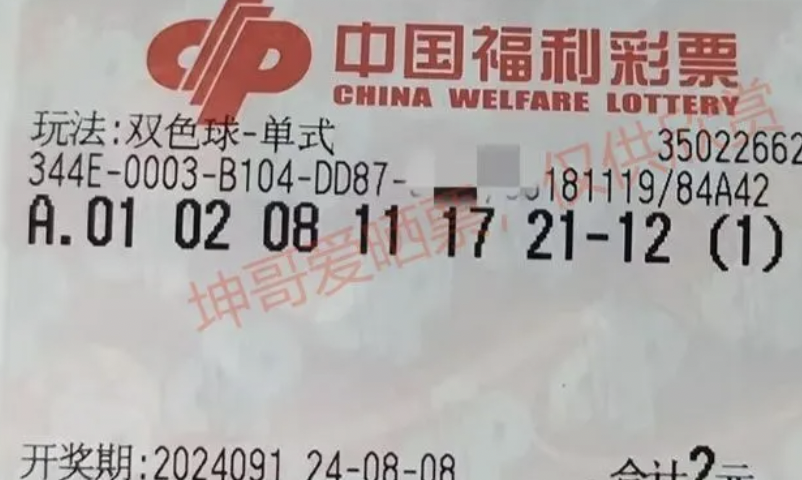 中国福利彩票
CHINA WELFARE LOTTERY
玩法:双色球-单式
35022662
344E-0003-B104-DD87-
181119/84A42
A.01 02 08 11 17 21-12 (1)
坤哥爱晒票,仅供欣赏
开奖期:2024091 24-08-08
合计2元